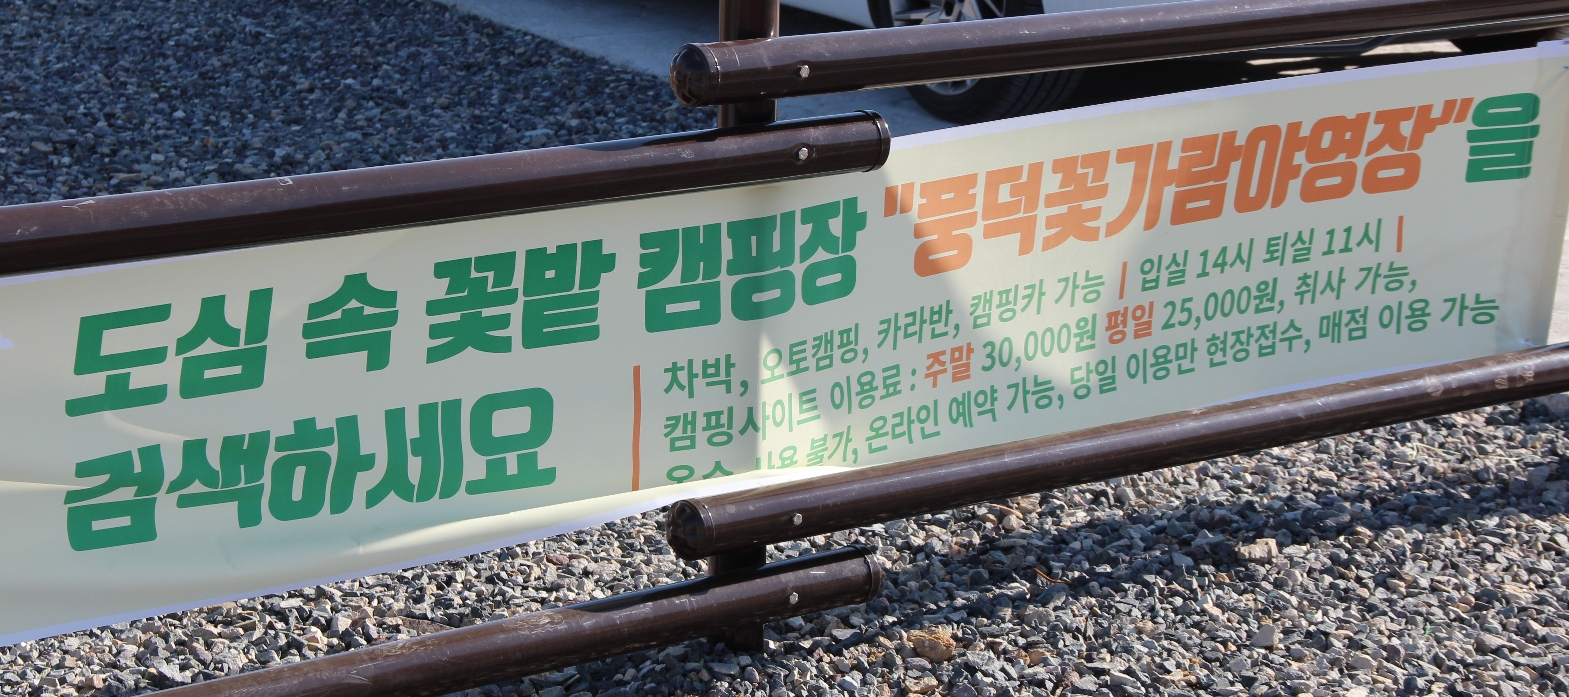 도심 속 꽃밭 캠핑장 "풍덕꽃가람야영장"을
검색하세요
차박, 오토캠핑, 카라반, 캠핑카 가능 | 입실 14시 퇴실 11시 |
캠핑사이트 이용료 : 주말 30,000원 평일 25,000원, 취사 가능,
온수 사용 불가, 온라인 예약 가능, 당일 이용만 현장접수, 매점 이용 가능